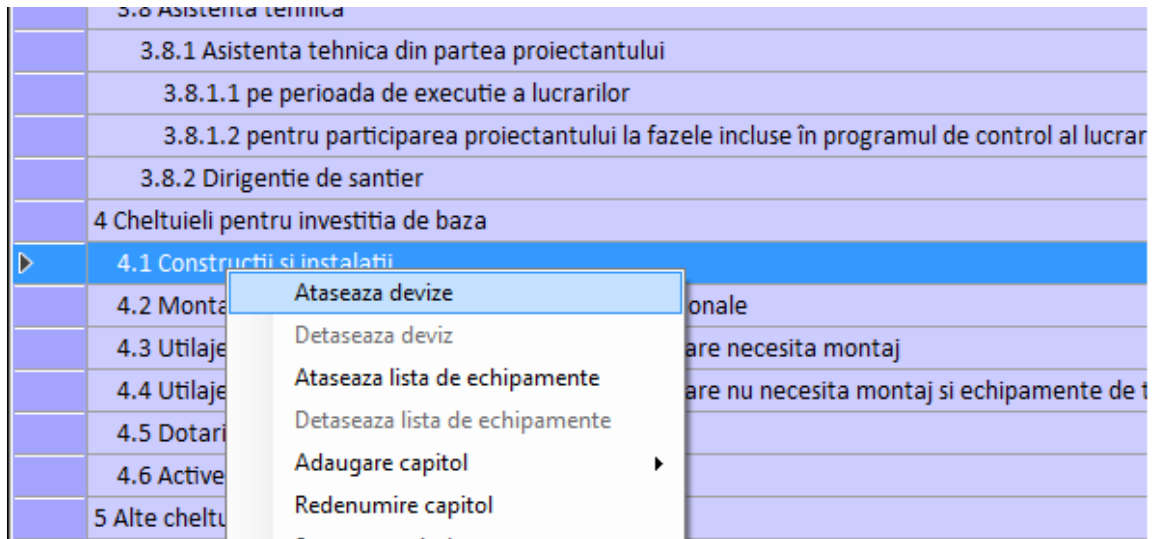 3.8 Asistenta tehnica
3.8.1 Asistenta tehnica din partea proiectantului
3.8.1.1 pe perioada de executie a lucrarilor
3.8.1.2 pentru participarea proiectantului la fazele incluse în programul de control al lucrar
3.8.2 Dirigentie de santier
4 Cheltuieli pentru investitia de baza
4.1 Constructii si instalatii
Ataseaza devize
4.2 Monta onale
Detaseaza deviz
4.3 Utilaje are necesita montaj
Ataseaza lista de echipamente
4.4 Utilaje are nu necesita montaj si echipamente de t
Detaseaza lista de echipamente
4.5 Dotari
Adaugare capitol
4.6 Active
Redenumire capitol
5 Alte cheltu